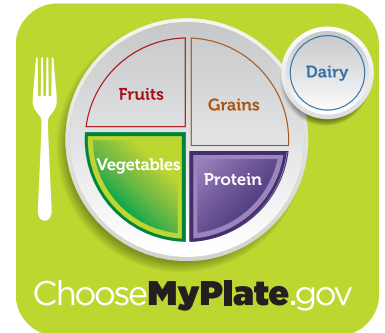 Dairy
Fruits
Grains
Vegetables
Protein
ChooseMyPlate.gov